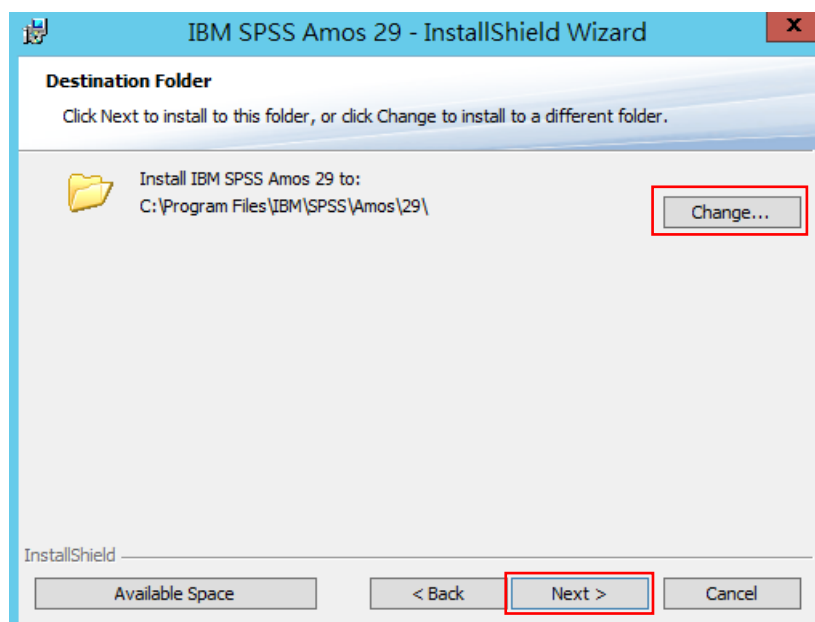 IBM SPSS Amos 29 - InstallShield Wizard
x
Destination Folder
Click Next to install to this folder, or click Change to install to a different folder.
Install IBM SPSS Amos 29 to:
C:\Program Files\IBM\SPSS\Amos\29\
Change...
InstallShield
Available Space
< Back
Next >
Cancel